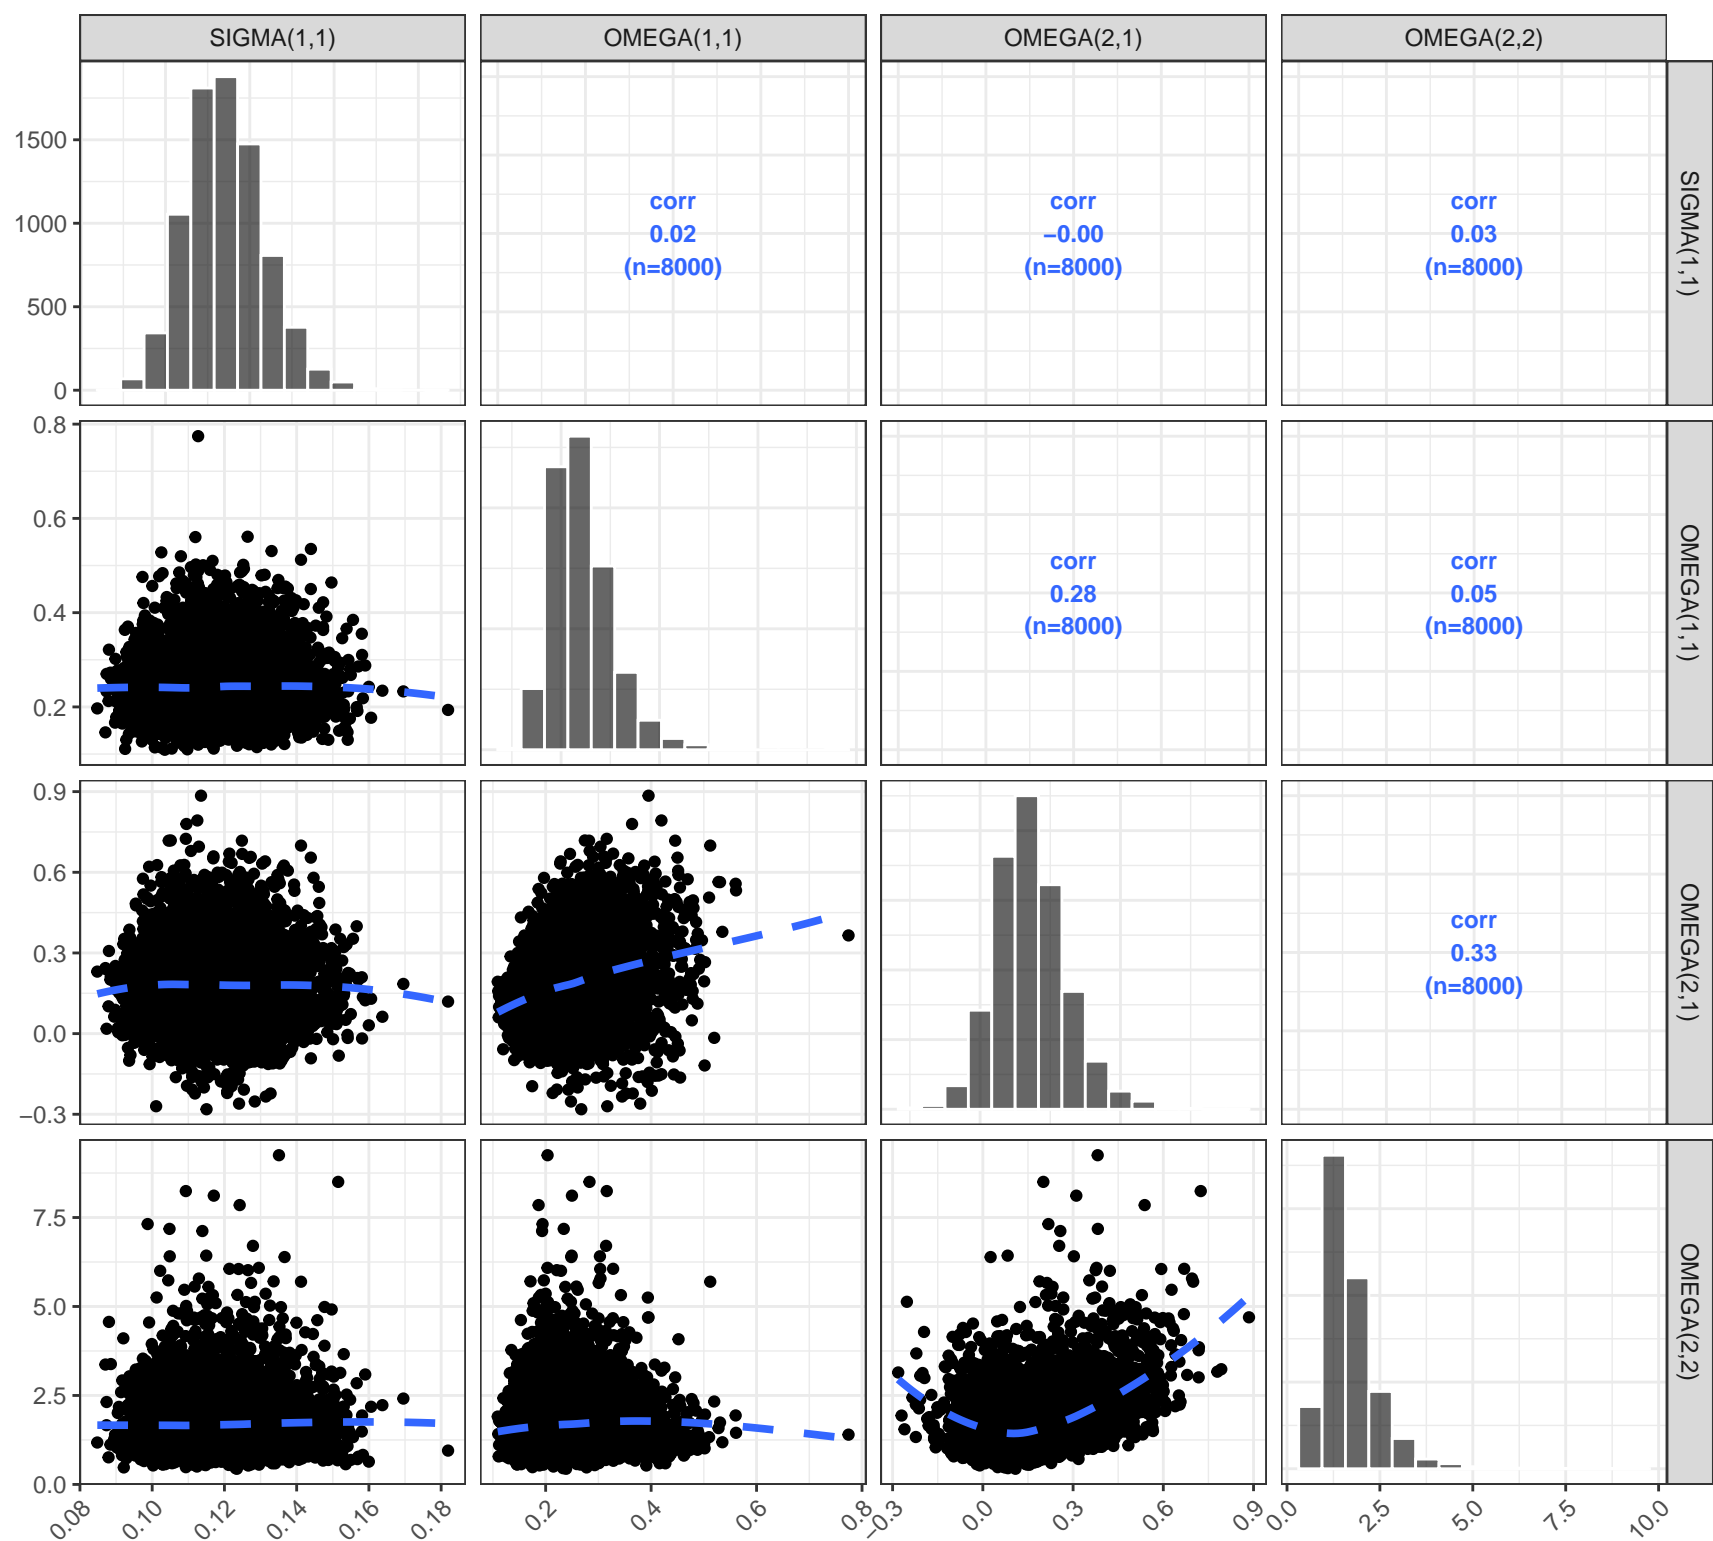 SIGMA(1,1)
OMEGA(1,1)
OMEGA(2,1)
OMEGA(2,2)
1500
1000
500
0
corr
0.02
(n=8000)
corr
−0.00
(n=8000)
corr
0.03
(n=8000)
SIGMA(1,1)
0.8
0.6
0.4
0.2
corr
0.28
(n=8000)
corr
0.05
(n=8000)
OMEGA(1,1)
0.9
0.6
0.3
0.0
−0.3
corr
0.33
(n=8000)
OMEGA(2,1)
7.5
5.0
2.5
0.0
OMEGA(2,2)
0.08
0.10
0.12
0.14
0.16
0.18
0.2
0.4
0.6
0.8
−0.3
0.0
0.3
0.6
0.9
0.0
2.5
5.0
7.5
10.0